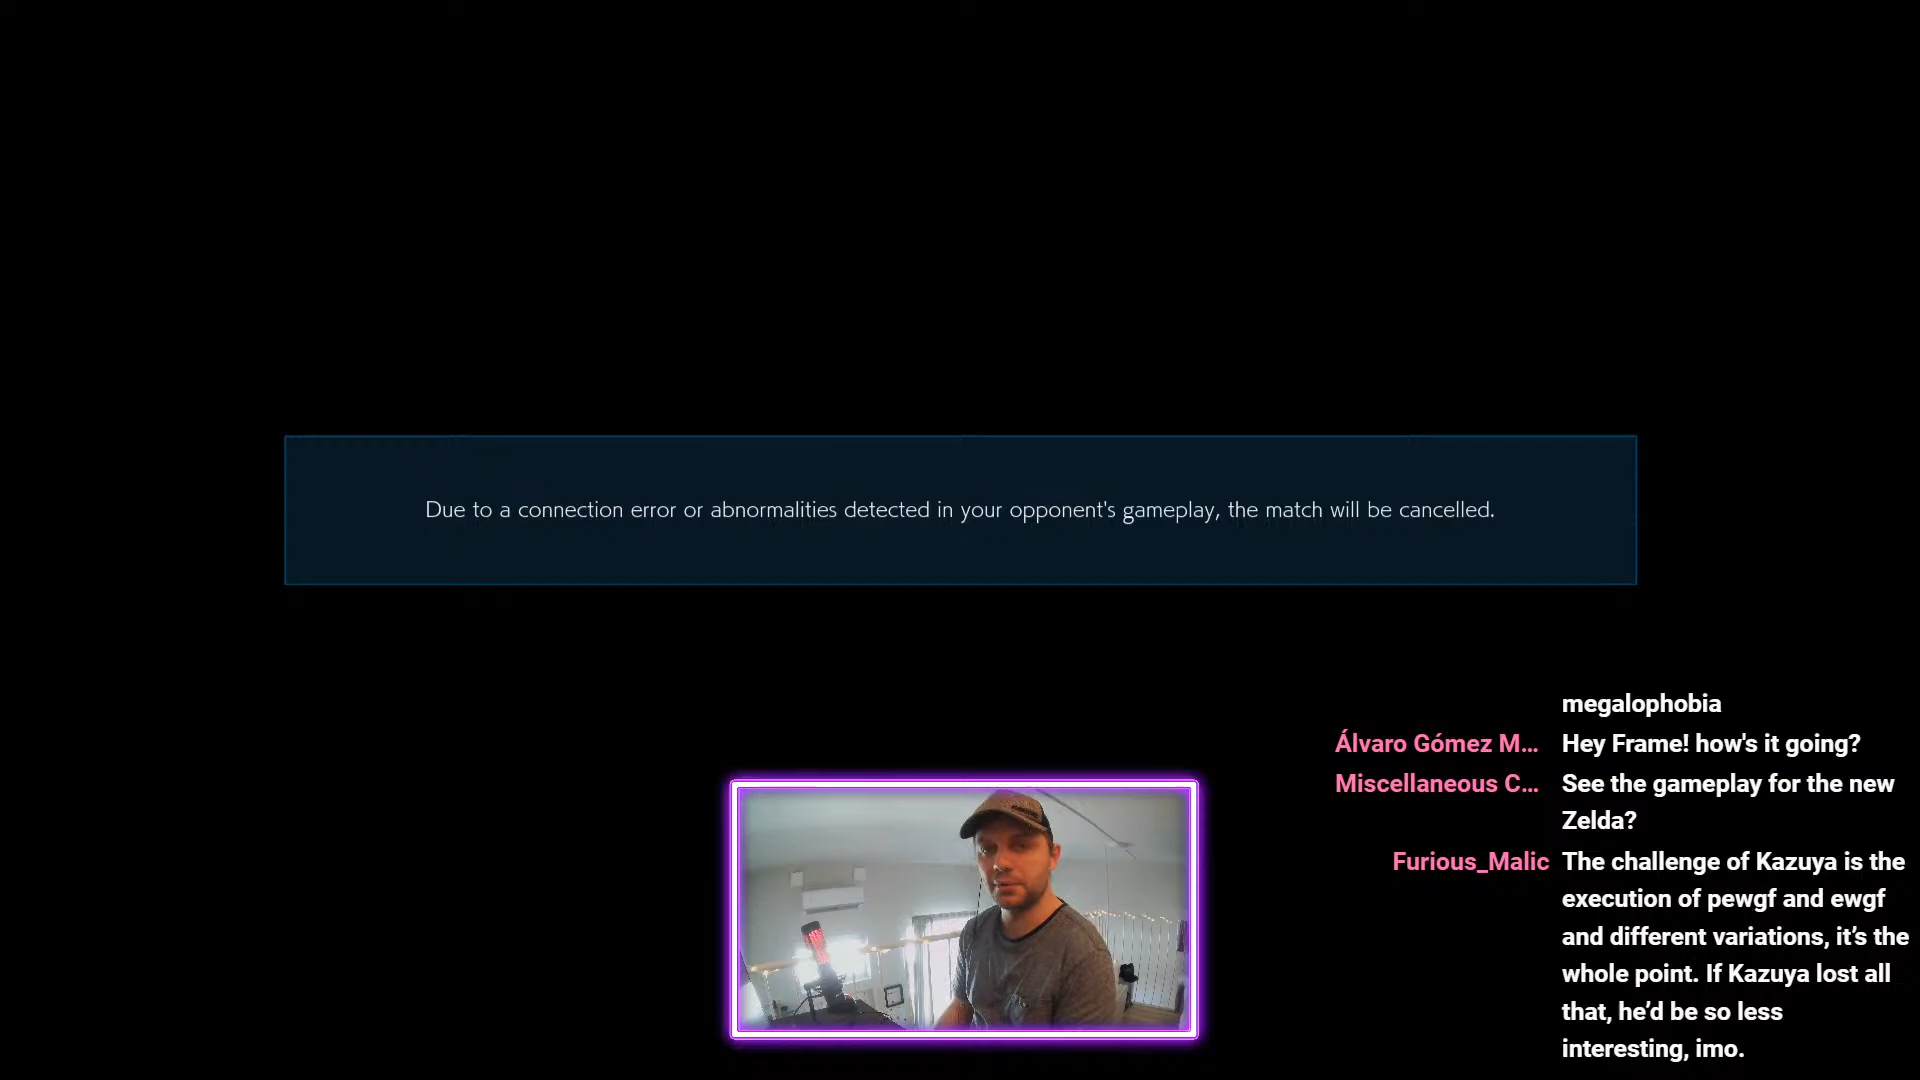 Due to a connection error or abnormalities detected in your opponent's gameplay, the match will be cancelled.
megalophobia
Álvaro Gómez M... Hey Frame! how's it going?
Miscellaneous C... See the gameplay for the new
Zelda?
Furious_Malic The challenge of Kazuya is the
execution of pewgf and ewgf
and different variations, it’s the
whole point. If Kazuya lost all
that, he’d be so less
interesting, imo.